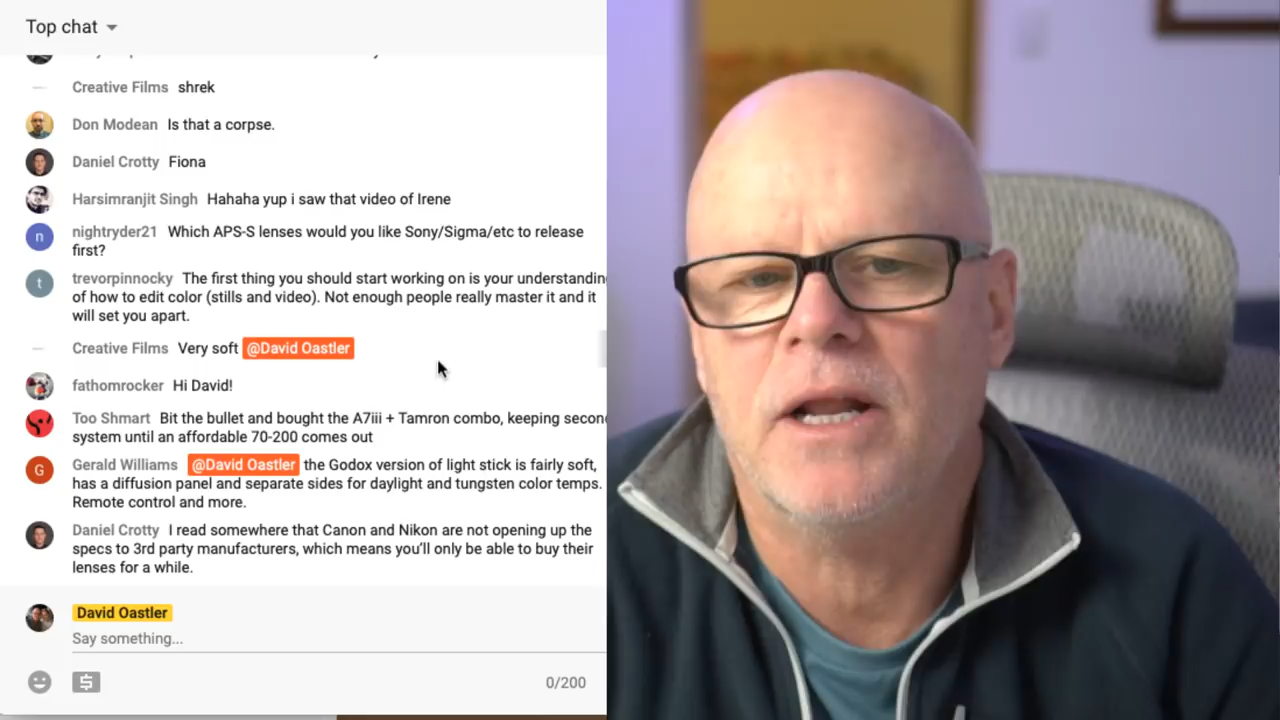 Top chat
Creative Films shrek
Don Modean Is that a corpse.
Daniel Crotty Fiona
Harsimranjit Singh Hahaha yup i saw that video of Irene
n nightryder21 Which APS-S lenses would you like Sony/Sigma/etc to release
first?
t trevorpinnocky The first thing you should start working on is your understanding
of how to edit color (stills and video). Not enough people really master it and it
will set you apart.
Creative Films Very soft @David Oastler
fathomrocker Hi David!
Too Shmart Bit the bullet and bought the A7iii + Tamron combo, keeping secon
system until an affordable 70-200 comes out
G Gerald Williams @David Oastler the Godox version of light stick is fairly soft,
has a diffusion panel and separate sides for daylight and tungsten color temps.
Remote control and more.
Daniel Crotty I read somewhere that Canon and Nikon are not opening up the
specs to 3rd party manufacturers, which means you'll only be able to buy their
lenses for a while.
David Oastler
Say something...
$ 0/200